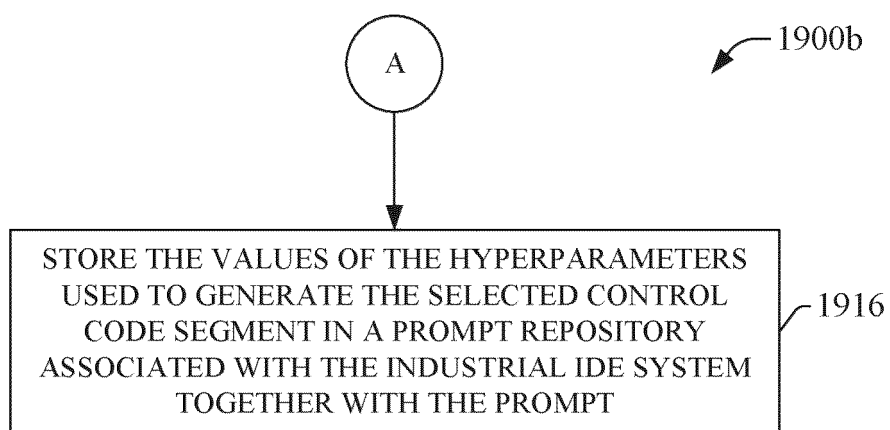 A
1900b
STORE THE VALUES OF THE HYPERPARAMETERS
USED TO GENERATE THE SELECTED CONTROL
CODE SEGMENT IN A PROMPT REPOSITORY
ASSOCIATED WITH THE INDUSTRIAL IDE SYSTEM
TOGETHER WITH THE PROMPT
1916